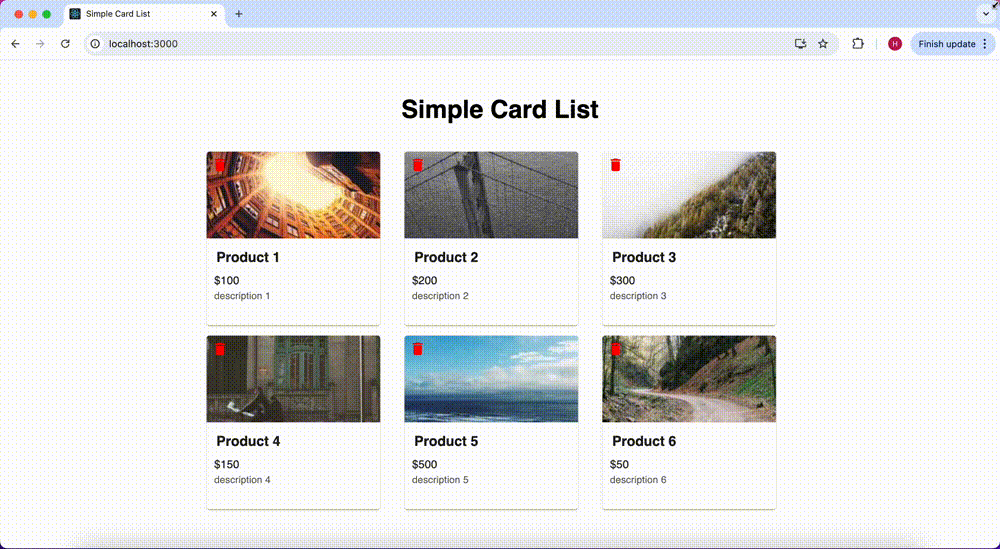 Simple Card List
localhost:3000
H
Finish update
Simple Card List
Product 1
$100
description 1
Product 2
$200
description 2
Product 3
$300
description 3
Product 4
$150
description 4
Product 5
$500
description 5
Product 6
$50
description 6